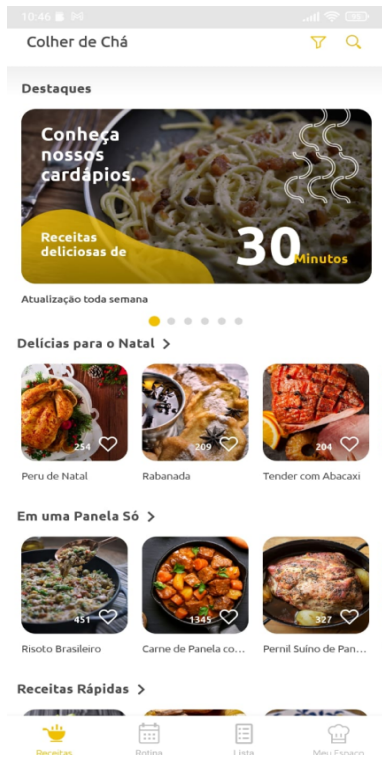 10:46
Colher de Chá
Destaques
Conheça
nossos
cardápios.
Receitas
deliciosas de
30
Minutos
Atualização toda semana
Delícias para o Natal >
254
209
204
Peru de Natal
Rabanada
Tender com Abacaxi
Em uma Panela Só >
451
1345
327
Risoto Brasileiro
Carne de Panela co...
Pernil Suíno de Pan...
Receitas Rápidas >
Receitas
Rotina
Lista
Meu Espaço